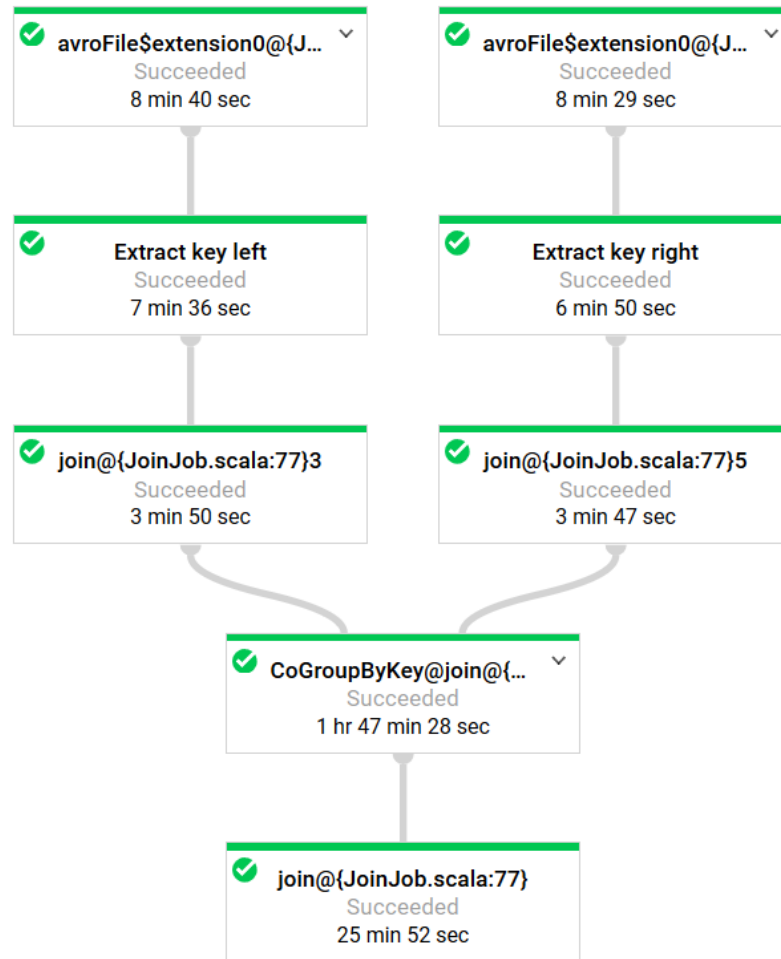 avroFile$extension0@{J...
Succeeded
8 min 40 sec
avroFile$extension0@{J...
Succeeded
8 min 29 sec
Extract key left
Succeeded
7 min 36 sec
Extract key right
Succeeded
6 min 50 sec
join@{JoinJob.scala:77}3
Succeeded
3 min 50 sec
join@{JoinJob.scala:77}5
Succeeded
3 min 47 sec
CoGroupByKey@join@{...
Succeeded
1 hr 47 min 28 sec
join@{JoinJob.scala:77}
Succeeded
25 min 52 sec